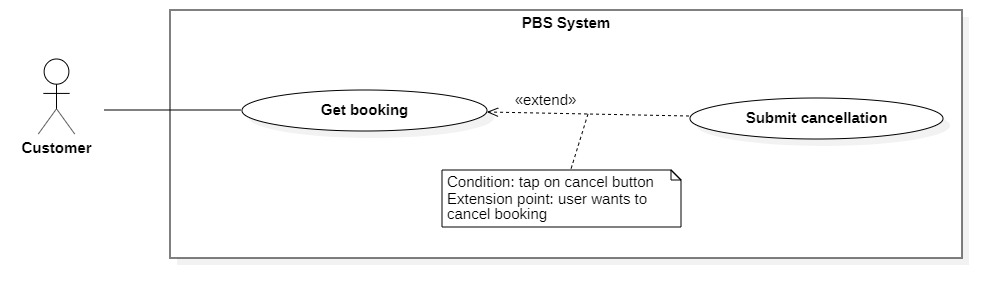 PBS System
«extend»
Get booking
Submit cancellation
Customer
Condition: tap on cancel button
Extension point: user wants to
cancel booking